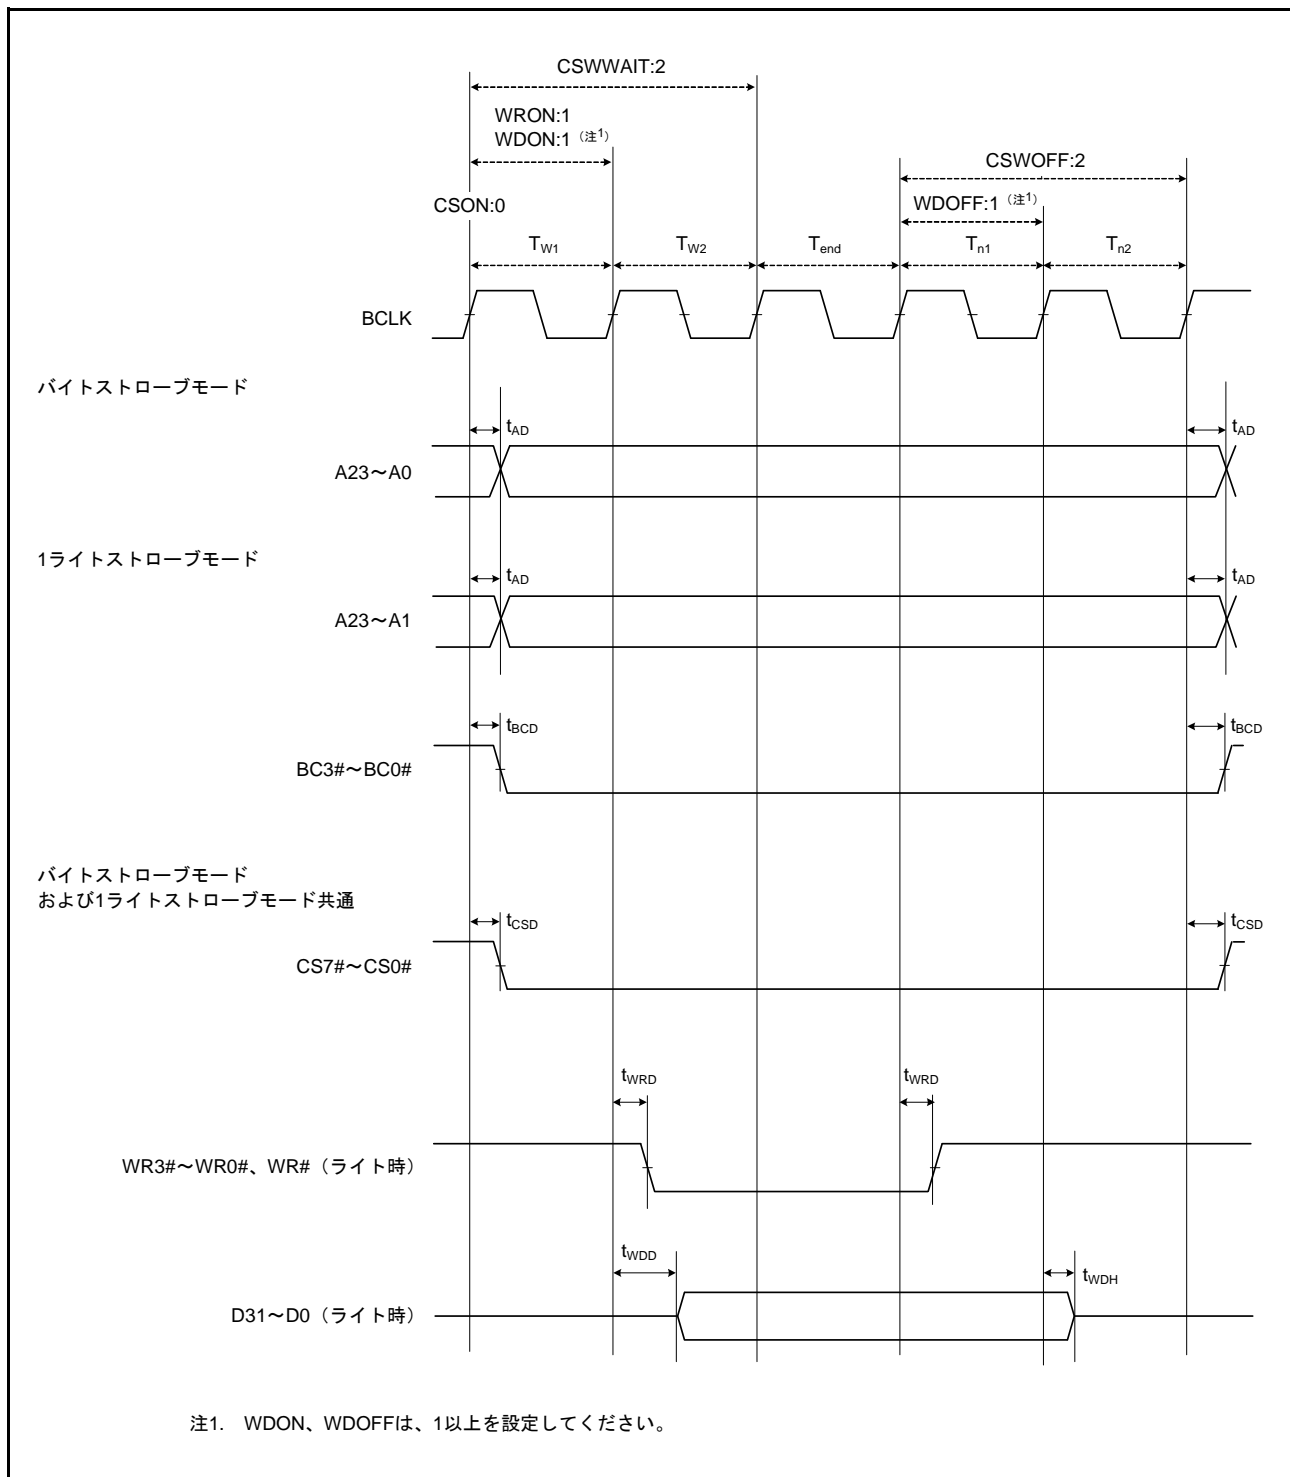 CSWWAIT:2
WRON:1
WDON:1（注1）
CSWOFF:2
WDOFF:1（注1）
CSON:0
TW1
TW2
Tend
Tn1
Tn2
BCLK
バイトストローブモード
tAD
tAD
A23～A0
1ライトストローブモード
tAD
tAD
A23～A1
tBCD
tBCD
BC3#～BC0#
バイトストローブモード
および1ライトストローブモード共通
tCSD
tCSD
CS7#～CS0#
tWRD
tWRD
WR3#～WR0#、WR#（ライト時）
tWDD
tWDH
D31～D0（ライト時）
注1. WDON、WDOFFは、1以上を設定してください。